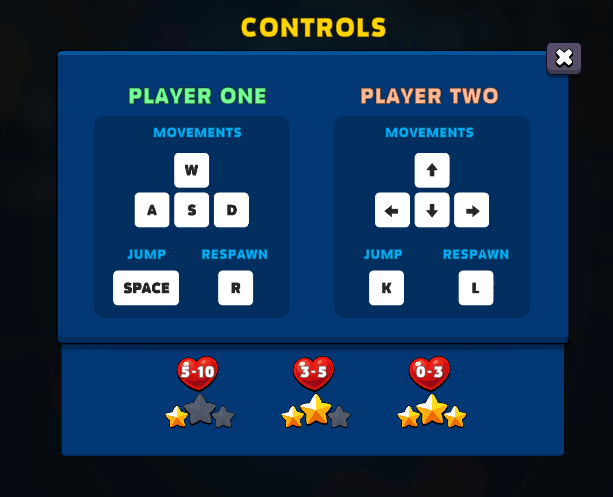 CONTROLS
PLAYER ONE
MOVEMENTS
W
A S D
JUMP RESPAWN
SPACE R
PLAYER TWO
MOVEMENTS
↑
← ↓ →
JUMP RESPAWN
K L
5-10 3-5 0-3